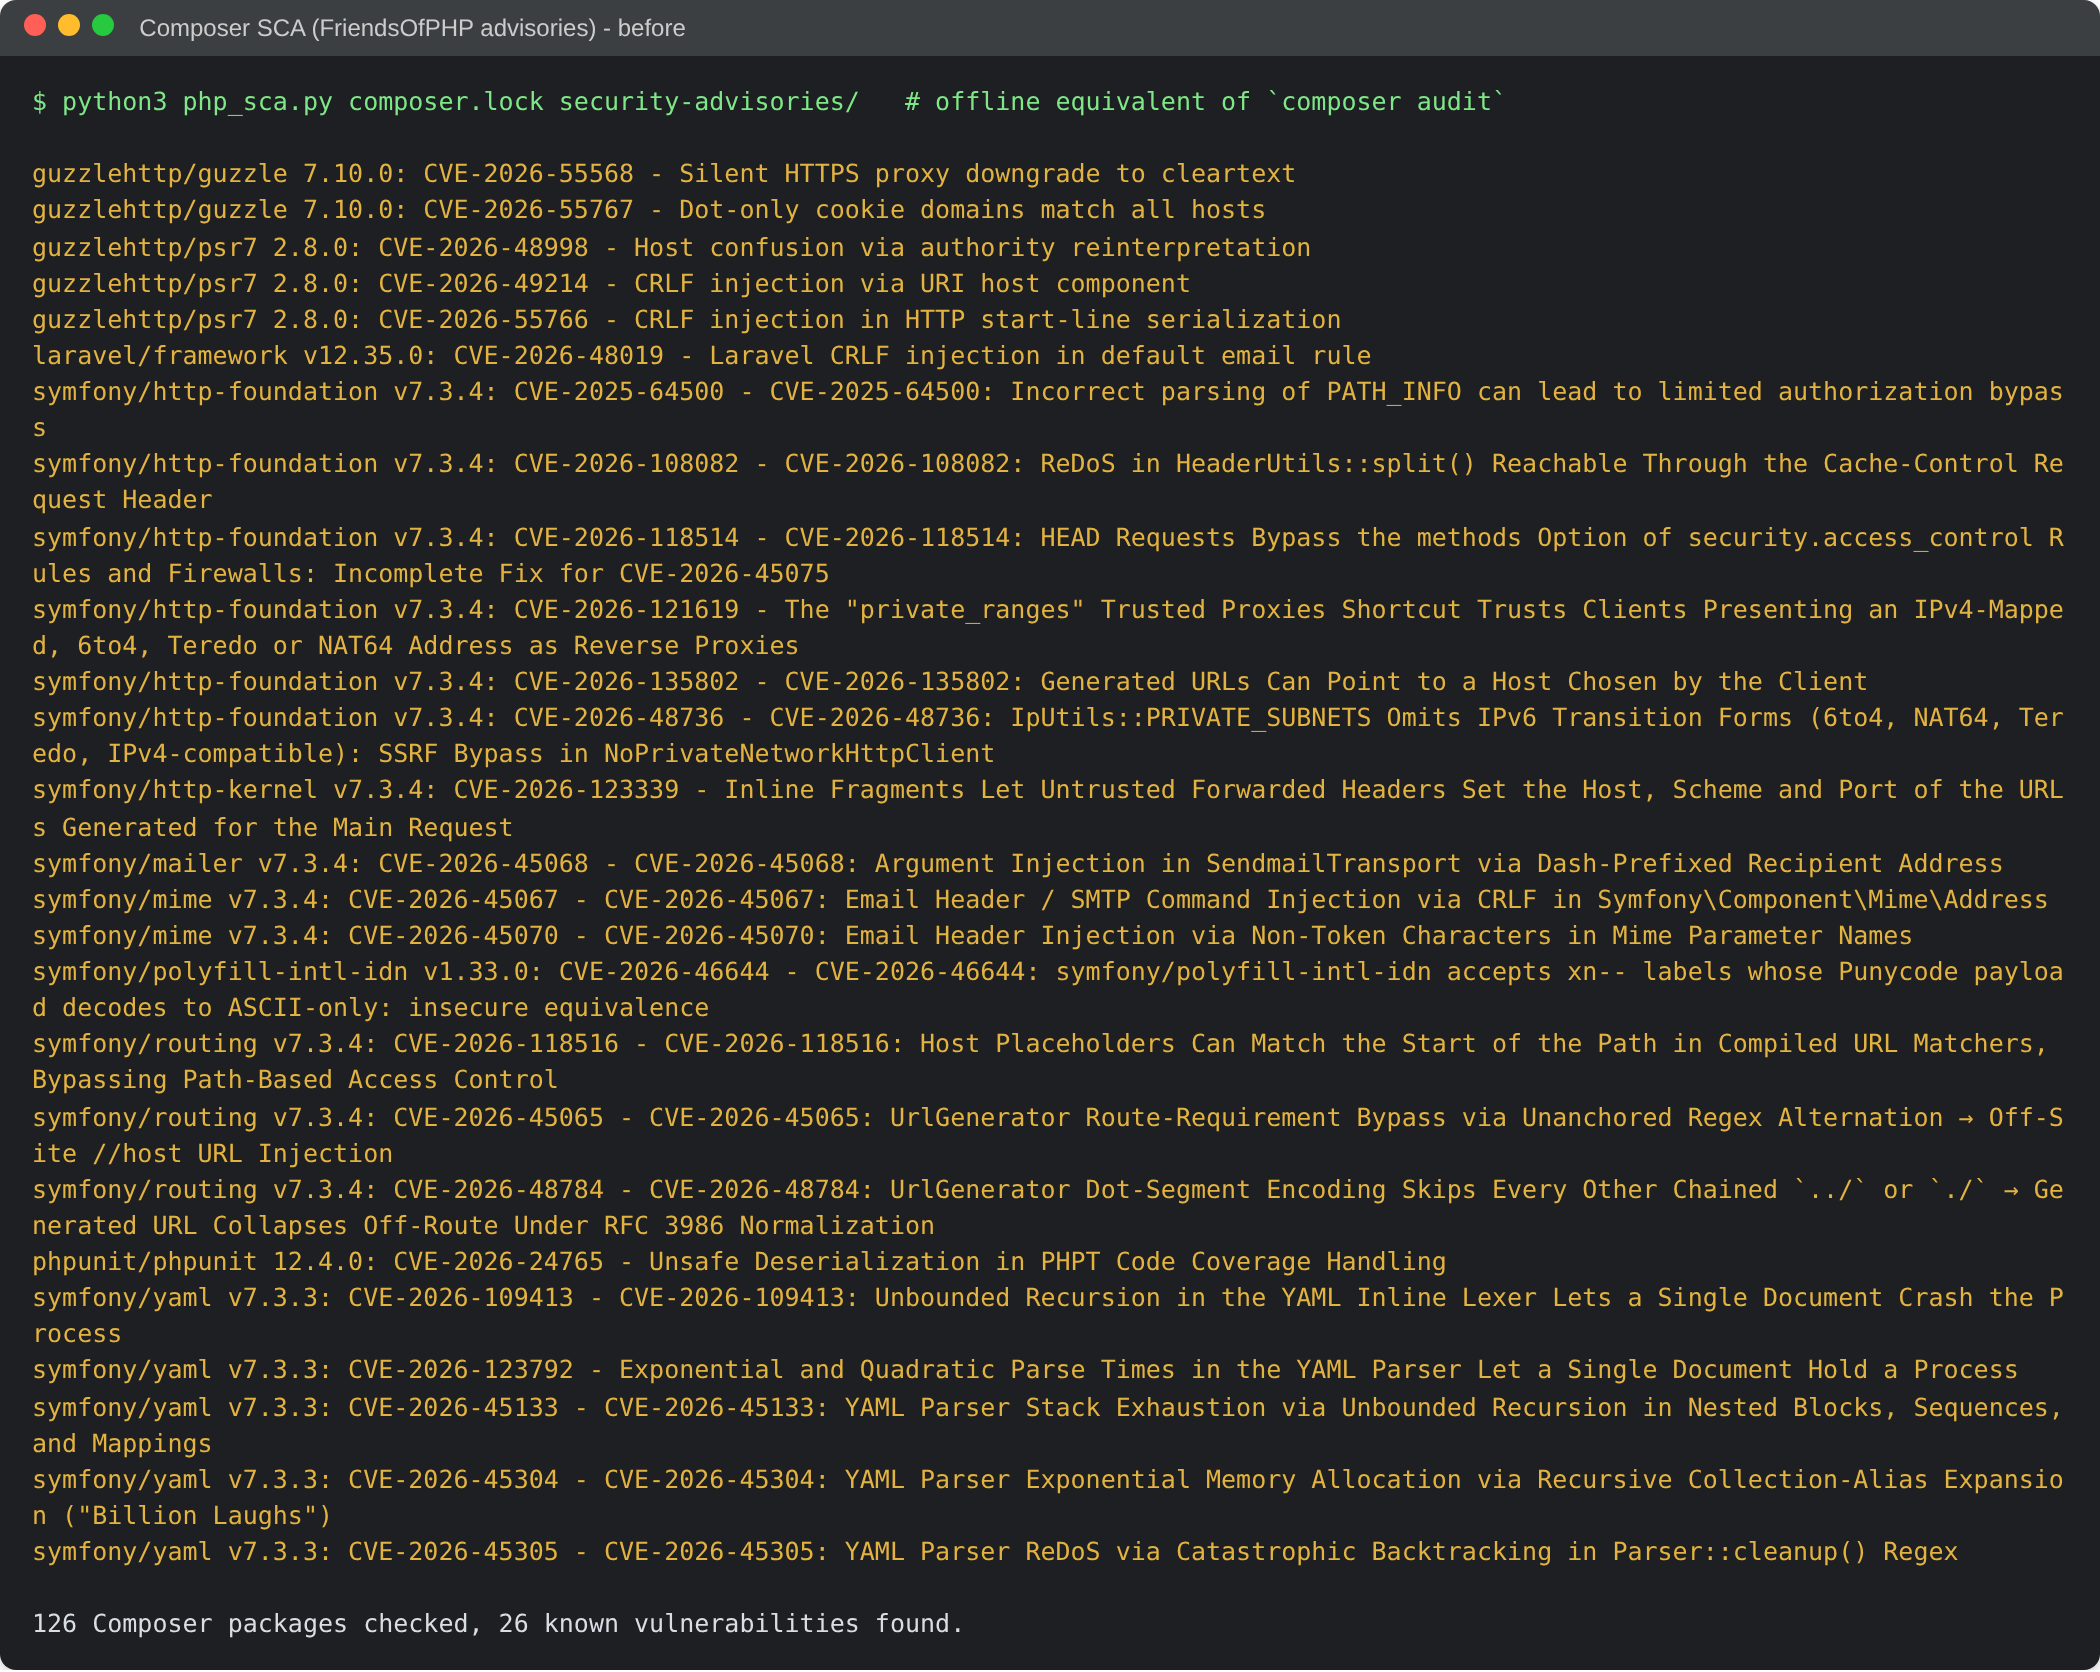 Composer SCA (FriendsOfPHP advisories) - before
$ python3 php_sca.py composer.lock security-advisories/   # offline equivalent of `composer audit`
guzzlehttp/guzzle 7.10.0: CVE-2026-55568 - Silent HTTPS proxy downgrade to cleartext
guzzlehttp/guzzle 7.10.0: CVE-2026-55767 - Dot-only cookie domains match all hosts
guzzlehttp/psr7 2.8.0: CVE-2026-48998 - Host confusion via authority reinterpretation
guzzlehttp/psr7 2.8.0: CVE-2026-49214 - CRLF injection via URI host component
guzzlehttp/psr7 2.8.0: CVE-2026-55766 - CRLF injection in HTTP start-line serialization
laravel/framework v12.35.0: CVE-2026-48019 - Laravel CRLF injection in default email rule
symfony/http-foundation v7.3.4: CVE-2025-64500 - CVE-2025-64500: Incorrect parsing of PATH_INFO can lead to limited authorization bypas
s
symfony/http-foundation v7.3.4: CVE-2026-108082 - CVE-2026-108082: ReDoS in HeaderUtils::split() Reachable Through the Cache-Control Re
quest Header
symfony/http-foundation v7.3.4: CVE-2026-118514 - CVE-2026-118514: HEAD Requests Bypass the methods Option of security.access_control R
ules and Firewalls: Incomplete Fix for CVE-2026-45075
symfony/http-foundation v7.3.4: CVE-2026-121619 - The "private_ranges" Trusted Proxies Shortcut Trusts Clients Presenting an IPv4-Mappe
d, 6to4, Teredo or NAT64 Address as Reverse Proxies
symfony/http-foundation v7.3.4: CVE-2026-135802 - CVE-2026-135802: Generated URLs Can Point to a Host Chosen by the Client
symfony/http-foundation v7.3.4: CVE-2026-48736 - CVE-2026-48736: IpUtils::PRIVATE_SUBNETS Omits IPv6 Transition Forms (6to4, NAT64, Ter
edo, IPv4-compatible): SSRF Bypass in NoPrivateNetworkHttpClient
symfony/http-kernel v7.3.4: CVE-2026-123339 - Inline Fragments Let Untrusted Forwarded Headers Set the Host, Scheme and Port of the URL
s Generated for the Main Request
symfony/mailer v7.3.4: CVE-2026-45068 - CVE-2026-45068: Argument Injection in SendmailTransport via Dash-Prefixed Recipient Address
symfony/mime v7.3.4: CVE-2026-45067 - CVE-2026-45067: Email Header / SMTP Command Injection via CRLF in Symfony\Component\Mime\Address
symfony/mime v7.3.4: CVE-2026-45070 - CVE-2026-45070: Email Header Injection via Non-Token Characters in Mime Parameter Names
symfony/polyfill-intl-idn v1.33.0: CVE-2026-46644 - CVE-2026-46644: symfony/polyfill-intl-idn accepts xn-- labels whose Punycode payloa
d decodes to ASCII-only: insecure equivalence
symfony/routing v7.3.4: CVE-2026-118516 - CVE-2026-118516: Host Placeholders Can Match the Start of the Path in Compiled URL Matchers,
Bypassing Path-Based Access Control
symfony/routing v7.3.4: CVE-2026-45065 - CVE-2026-45065: UrlGenerator Route-Requirement Bypass via Unanchored Regex Alternation → Off-S
ite //host URL Injection
symfony/routing v7.3.4: CVE-2026-48784 - CVE-2026-48784: UrlGenerator Dot-Segment Encoding Skips Every Other Chained `../` or `./` → Ge
nerated URL Collapses Off-Route Under RFC 3986 Normalization
phpunit/phpunit 12.4.0: CVE-2026-24765 - Unsafe Deserialization in PHPT Code Coverage Handling
symfony/yaml v7.3.3: CVE-2026-109413 - CVE-2026-109413: Unbounded Recursion in the YAML Inline Lexer Lets a Single Document Crash the P
rocess
symfony/yaml v7.3.3: CVE-2026-123792 - Exponential and Quadratic Parse Times in the YAML Parser Let a Single Document Hold a Process
symfony/yaml v7.3.3: CVE-2026-45133 - CVE-2026-45133: YAML Parser Stack Exhaustion via Unbounded Recursion in Nested Blocks, Sequences,
and Mappings
symfony/yaml v7.3.3: CVE-2026-45304 - CVE-2026-45304: YAML Parser Exponential Memory Allocation via Recursive Collection-Alias Expansio
n ("Billion Laughs")
symfony/yaml v7.3.3: CVE-2026-45305 - CVE-2026-45305: YAML Parser ReDoS via Catastrophic Backtracking in Parser::cleanup() Regex
126 Composer packages checked, 26 known vulnerabilities found.